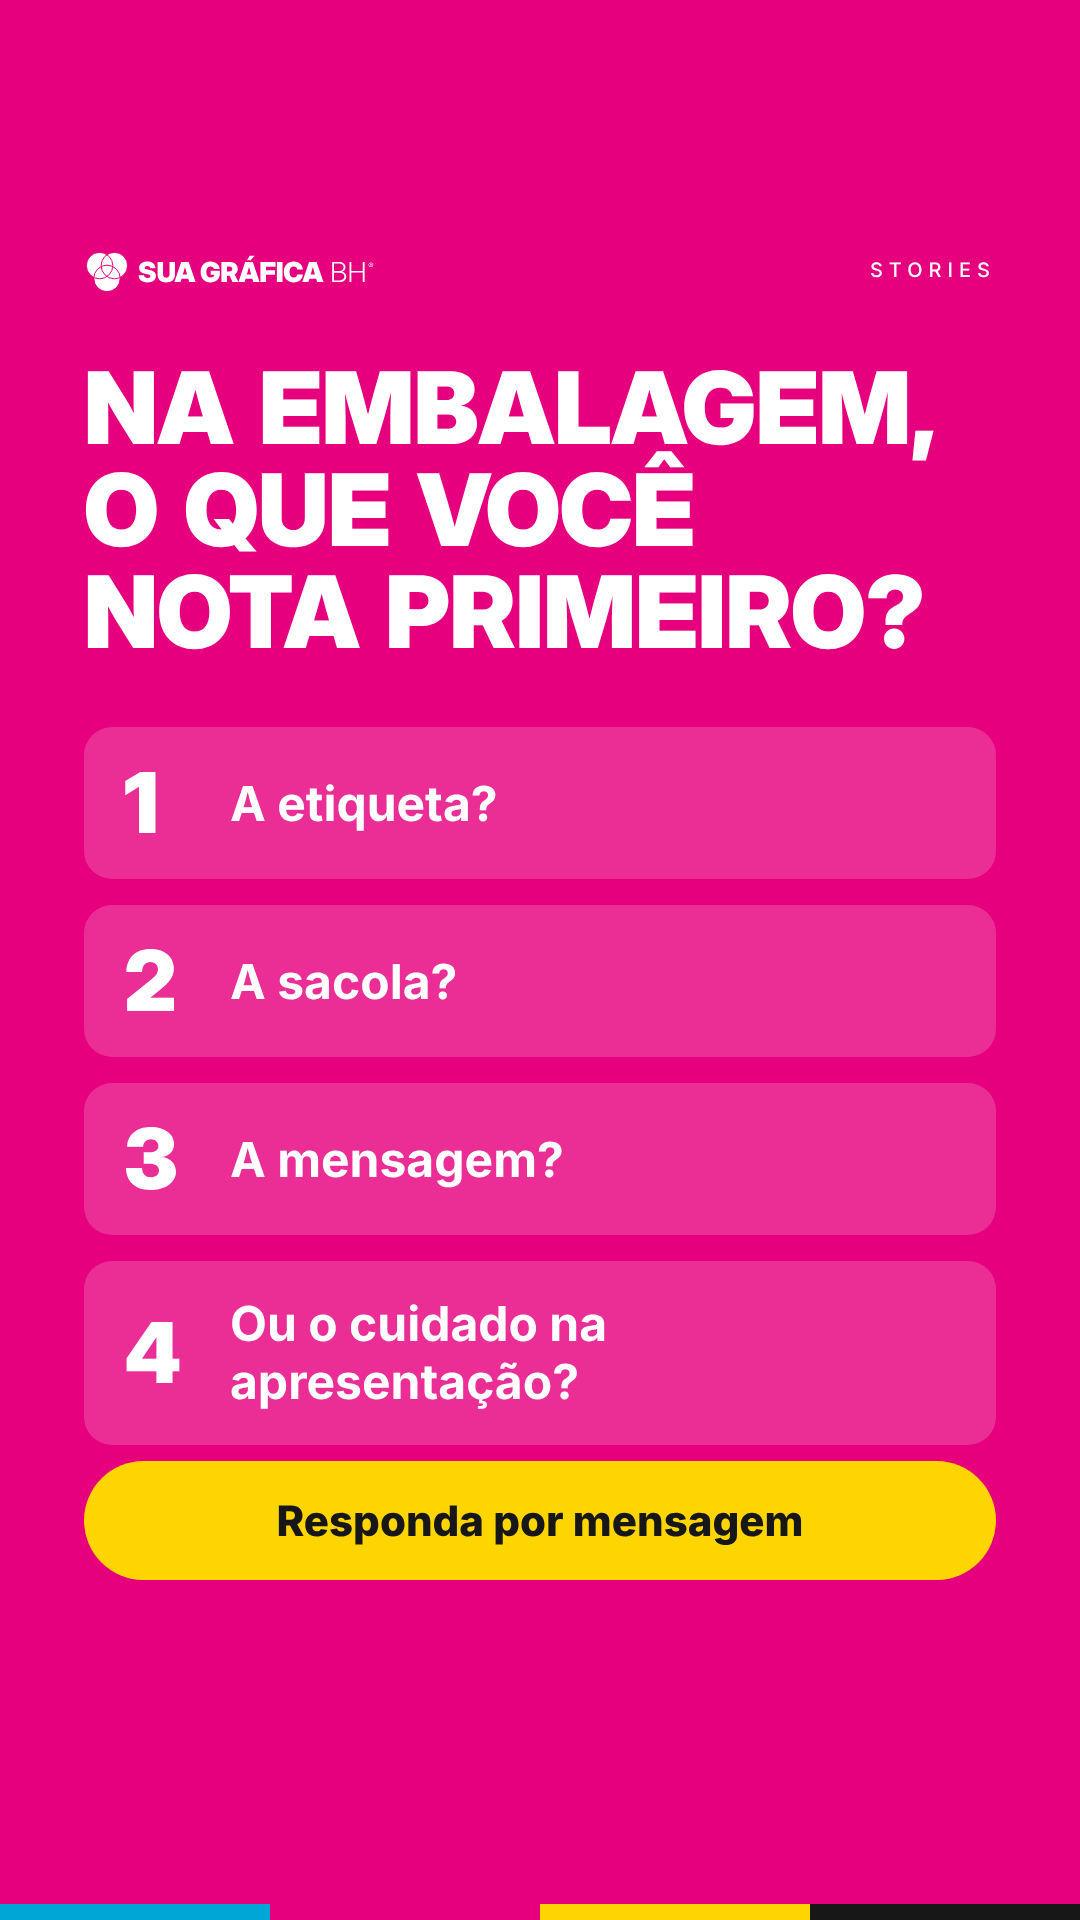 SUA GRÁFICA BH®
STORIES
NA EMBALAGEM,
O QUE VOCÊ
NOTA PRIMEIRO?
1 A etiqueta?
2 A sacola?
3 A mensagem?
4 Ou o cuidado na
apresentação?
Responda por mensagem